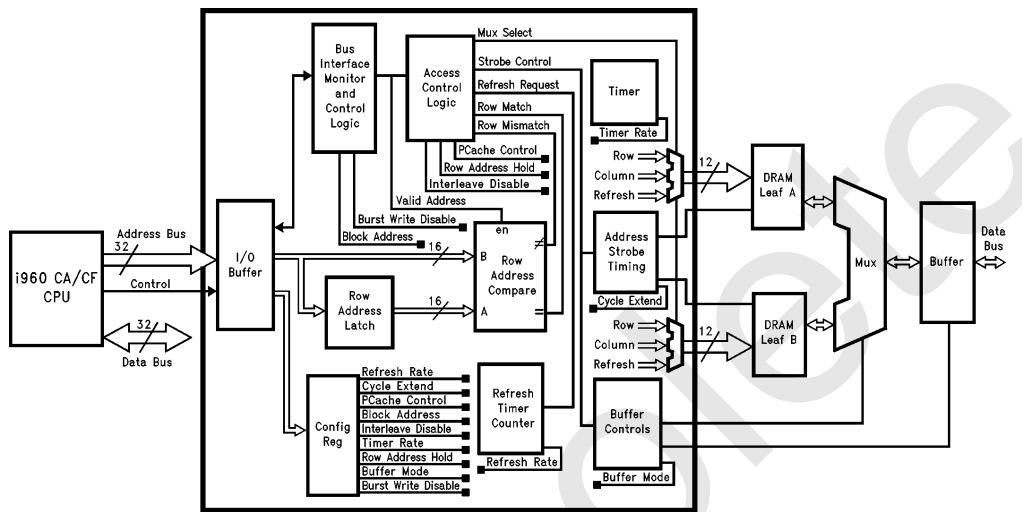 i960 CA/CF
CPU
Address Bus
32
Control
32
Data Bus
I/O
Buffer
Bus
Interface
Monitor
and
Control
Logic
Access
Control
Logic
Mux Select
Strobe Control
Refresh Request
Row Match
Row Mismatch
PCache Control
Row Address Hold
Interleave Disable
Valid Address
Burst Write Disable
Block Address
16
en
B
≠
Row
Address
Compare
A
=
Row
Address
Latch
16
Config
Reg
Refresh Rate
Cycle Extend
PCache Control
Block Address
Interleave Disable
Timer Rate
Row Address Hold
Buffer Mode
Burst Write Disable
Refresh
Timer
Counter
Refresh Rate
Timer
Timer Rate
Row
Column
Refresh
12
Address
Strobe
Timing
Cycle Extend
Row
Column
Refresh
12
Buffer
Controls
Buffer Mode
DRAM
Leaf A
DRAM
Leaf B
Mux
Buffer
Data
Bus
olete